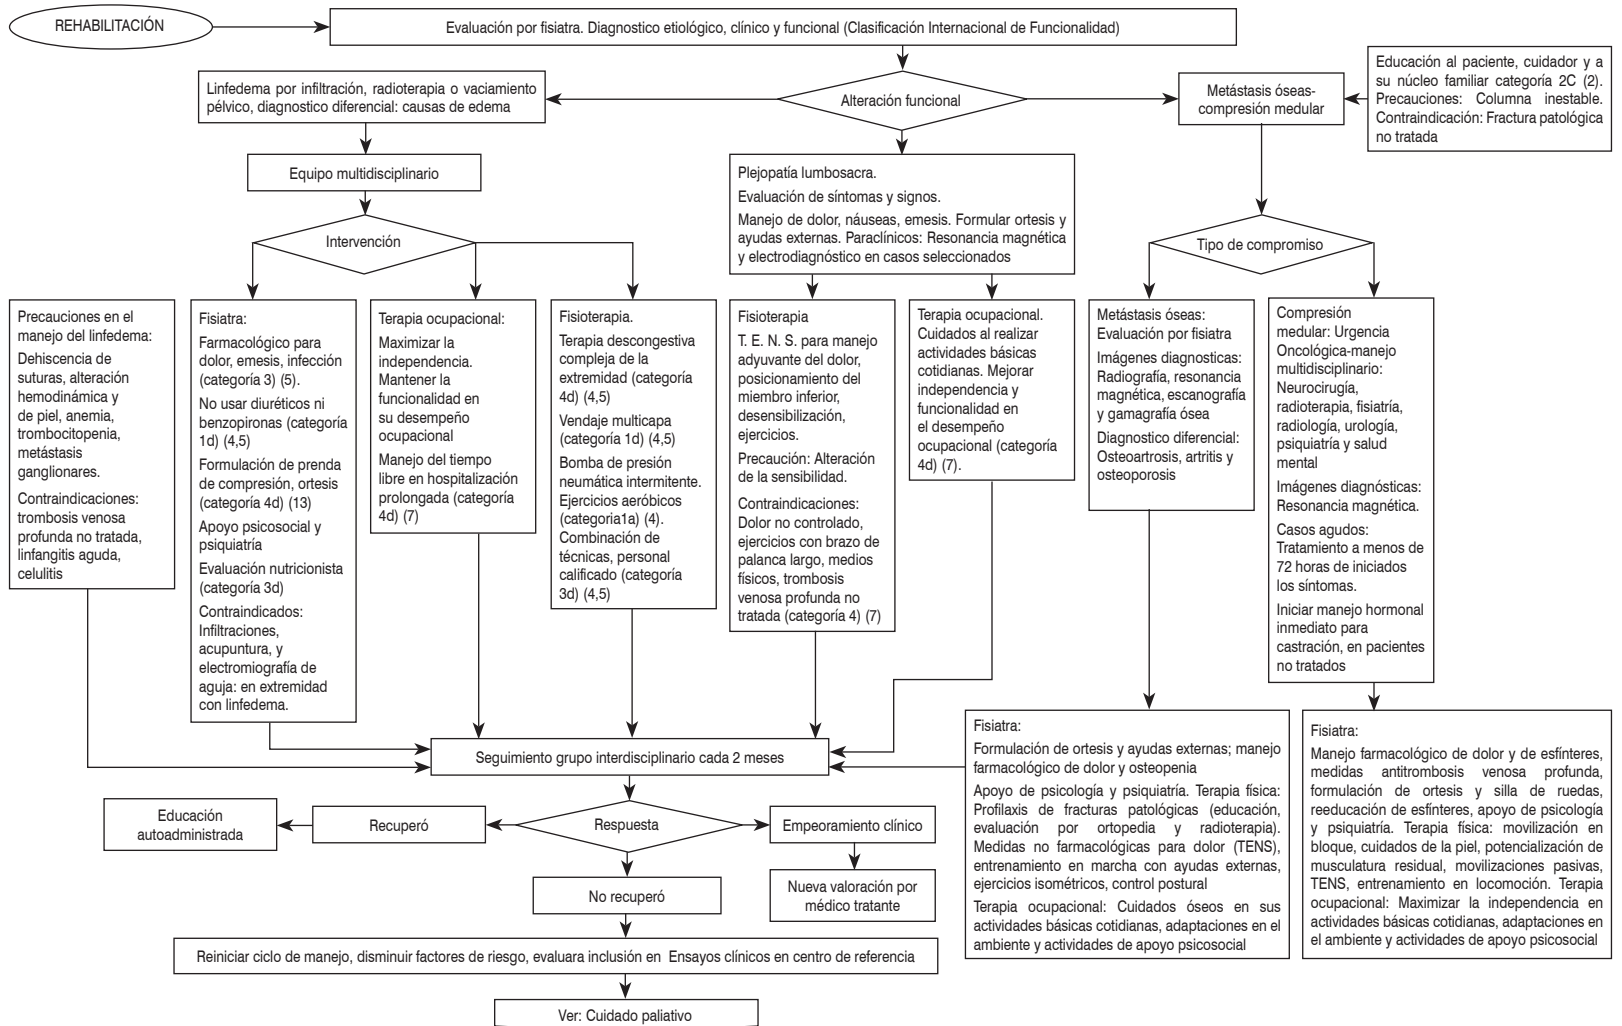 REHABILITACIÓN
Evaluación por fisiatra. Diagnostico etiológico, clínico y funcional (Clasificación Internacional de Funcionalidad)
Linfedema por infiltración, radioterapia o vaciamiento
pélvico, diagnostico diferencial: causas de edema
Alteración funcional
Metástasis óseas-
compresión medular
Educación al paciente, cuidador y a
su núcleo familiar categoría 2C (2).
Precauciones: Columna inestable.
Contraindicación: Fractura patológica
no tratada
Equipo multidisciplinario
Intervención
Plejopatía lumbosacra.
Evaluación de síntomas y signos.
Manejo de dolor, náuseas, emesis. Formular ortesis y
ayudas externas. Paraclínicos: Resonancia magnética
y electrodiagnóstico en casos seleccionados
Tipo de compromiso
Precauciones en el
manejo del linfedema:
Dehiscencia de
suturas, alteración
hemodinámica y
de piel, anemia,
trombocitopenia,
metástasis
ganglionares.
Contraindicaciones:
trombosis venosa
profunda no tratada,
linfangitis aguda,
celulitis
Fisiatra:
Farmacológico para
dolor, emesis, infección
(categoría 3) (5).
No usar diuréticos ni
benzopironas (categoría
1d) (4,5)
Formulación de prenda
de compresión, ortesis
(categoría 4d) (13)
Apoyo psicosocial y
psiquiatría
Evaluación nutricionista
(categoría 3d)
Contraindicados:
Infiltraciones,
acupuntura, y
electromiografía de
aguja: en extremidad
con linfedema.
Terapia ocupacional:
Maximizar la
independencia.
Mantener la
funcionalidad en
su desempeño
ocupacional
Manejo del tiempo
libre en hospitalización
prolongada (categoría
4d) (7)
Fisioterapia.
Terapia descongestiva
compleja de la
extremidad (categoría
4d) (4,5)
Vendaje multicapa
(categoría 1d) (4,5)
Bomba de presión
neumática intermitente.
Ejercicios aeróbicos
(categoria1a) (4).
Combinación de
técnicas, personal
calificado (categoría
3d) (4,5)
Fisioterapia
T. E. N. S. para manejo
adyuvante del dolor,
posicionamiento del
miembro inferior,
desensibilización,
ejercicios.
Precaución: Alteración
de la sensibilidad.
Contraindicaciones:
Dolor no controlado,
ejercicios con brazo de
palanca largo, medios
físicos, trombosis
venosa profunda no
tratada (categoría 4) (7)
Terapia ocupacional.
Cuidados al realizar
actividades básicas
cotidianas. Mejorar
independencia y
funcionalidad en
el desempeño
ocupacional (categoría
4d) (7).
Metástasis óseas:
Evaluación por fisiatra
Imágenes diagnosticas:
Radiografía, resonancia
magnética, escanografía
y gamagrafía ósea
Diagnostico diferencial:
Osteoartrosis, artritis y
osteoporosis
Compresión
medular: Urgencia
Oncológica-manejo
multidisciplinario:
Neurocirugía,
radioterapia, fisiatría,
radiología, urología,
psiquiatría y salud
mental
Imágenes diagnósticas:
Resonancia magnética.
Casos agudos:
Tratamiento a menos de
72 horas de iniciados
los síntomas.
Iniciar manejo hormonal
inmediato para
castración, en pacientes
no tratados
Seguimiento grupo interdisciplinario cada 2 meses
Fisiatra:
Formulación de ortesis y ayudas externas; manejo
farmacológico de dolor y osteopenia
Apoyo de psicología y psiquiatría. Terapia física:
Profilaxis de fracturas patológicas (educación,
evaluación por ortopedia y radioterapia).
Medidas no farmacológicas para dolor (TENS),
entrenamiento en marcha con ayudas externas,
ejercicios isométricos, control postural
Terapia ocupacional: Cuidados óseos en sus
actividades básicas cotidianas, adaptaciones en el
ambiente y actividades de apoyo psicosocial
Fisiatra:
Manejo farmacológico de dolor y de esfínteres,
medidas antitrombosis venosa profunda,
formulación de ortesis y silla de ruedas,
reeducación de esfínteres, apoyo de psicología
y psiquiatría. Terapia física: movilización en
bloque, cuidados de la piel, potencialización de
musculatura residual, movilizaciones pasivas,
TENS, entrenamiento en locomoción. Terapia
ocupacional: Maximizar la independencia en
actividades básicas cotidianas, adaptaciones en
el ambiente y actividades de apoyo psicosocial
Educación
autoadministrada
Recuperó
Respuesta
Empeoramiento clínico
No recuperó
Nueva valoración por
médico tratante
Reiniciar ciclo de manejo, disminuir factores de riesgo, evaluara inclusión en Ensayos clínicos en centro de referencia
Ver: Cuidado paliativo